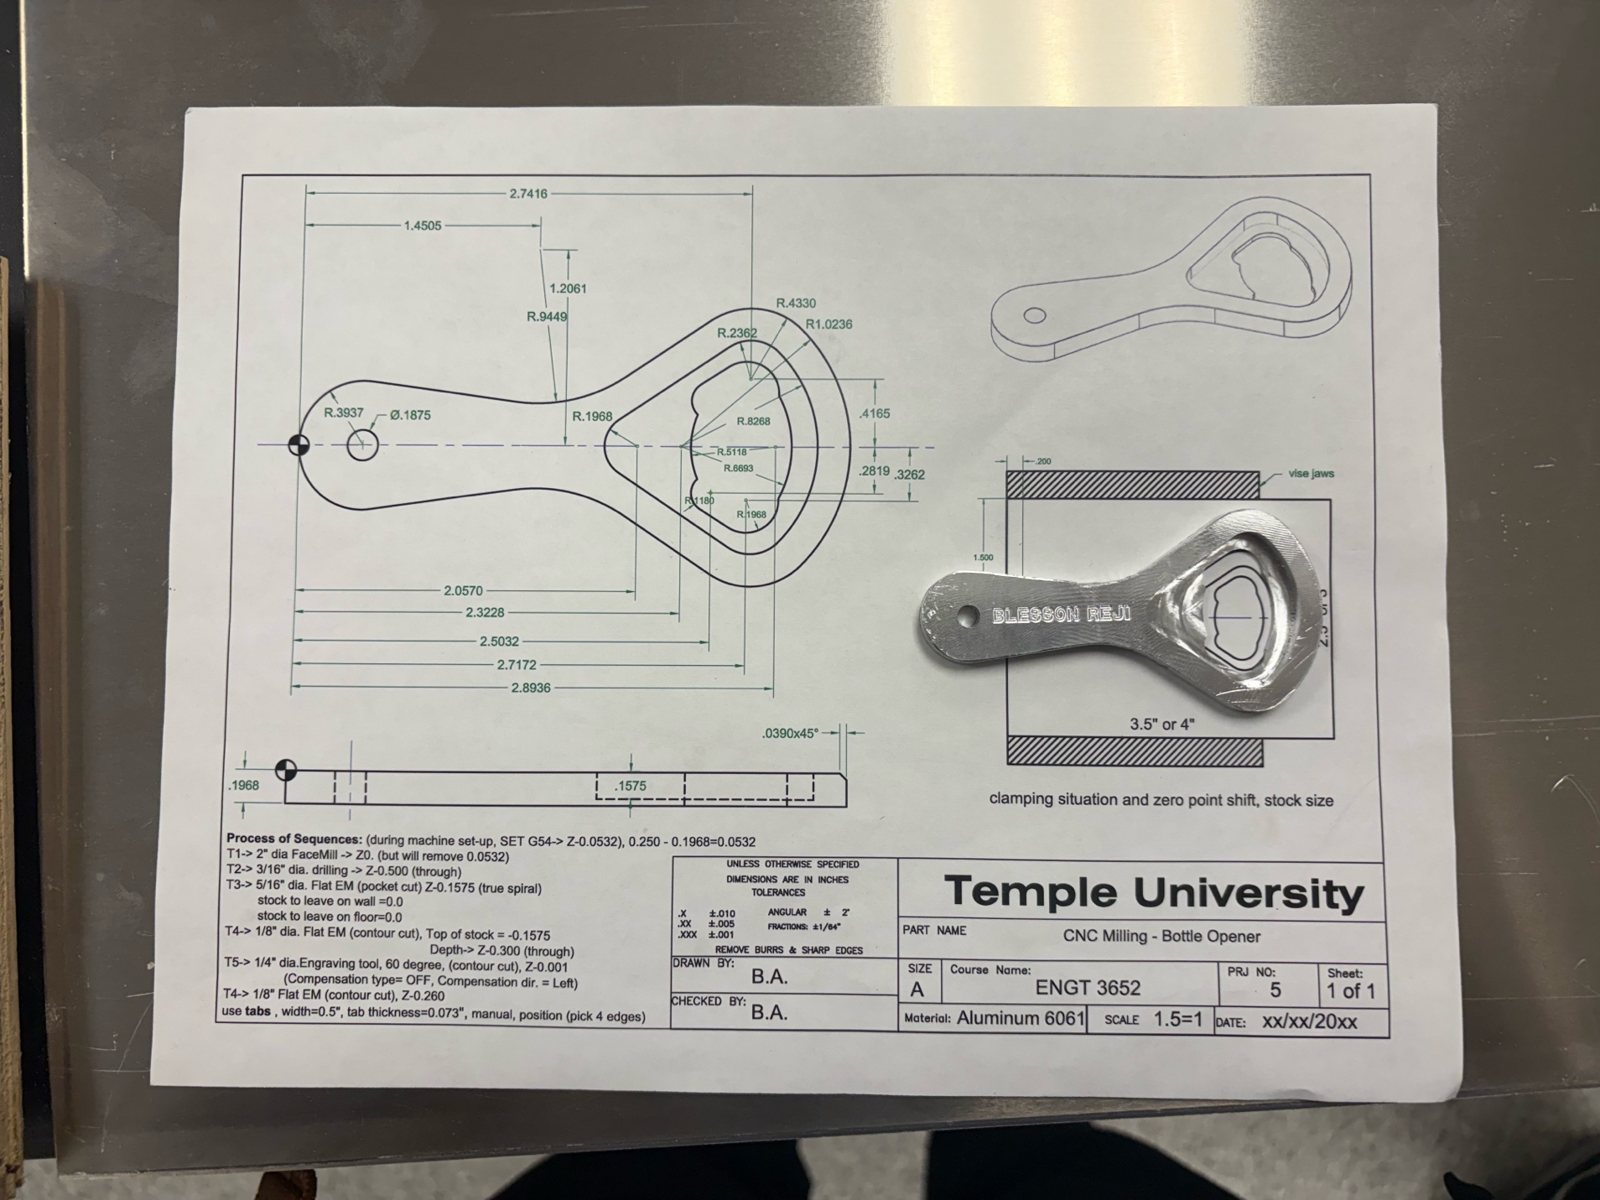 2.7416
1.4505
1.2061
R.9449
R.4330
R1.0236
R.2362
R.3937
Ø.1875
R.1968
R.8268
.4165
R.5118
R.6693
.2819
.3262
R.1180
R.1968
2.0570
2.3228
2.5032
2.7172
2.8936
.200
vise jaws
1.500
BLESSON REJI
3.5" or 4"
clamping situation and zero point shift, stock size
.0390x45°
.1968
.1575
Process of Sequences: (during machine set-up, SET G54-> Z-0.0532), 0.250 - 0.1968=0.0532
T1-> 2" dia FaceMill -> Z0. (but will remove 0.0532)
T2-> 3/16" dia. drilling -> Z-0.500 (through)
T3-> 5/16" dia. Flat EM (pocket cut) Z-0.1575 (true spiral)
stock to leave on wall =0.0
stock to leave on floor=0.0
T4-> 1/8" dia. Flat EM (contour cut), Top of stock = -0.1575
Depth-> Z-0.300 (through)
T5-> 1/4" dia.Engraving tool, 60 degree, (contour cut), Z-0.001
(Compensation type= OFF, Compensation dir. = Left)
T4-> 1/8" Flat EM (contour cut), Z-0.260
use tabs , width=0.5", tab thickness=0.073", manual, position (pick 4 edges)
UNLESS OTHERWISE SPECIFIED
DIMENSIONS ARE IN INCHES
TOLERANCES
.X ±.010 ANGULAR ± 2°
.XX ±.005 FRACTIONS: ±1/64"
.XXX ±.001
REMOVE BURRS & SHARP EDGES
DRAWN BY:
B.A.
CHECKED BY:
B.A.
Temple University
PART NAME
CNC Milling - Bottle Opener
SIZE
A
Course Name:
ENGT 3652
PRJ NO:
5
Sheet:
1 of 1
Material: Aluminum 6061
SCALE 1.5=1
DATE: xx/xx/20xx